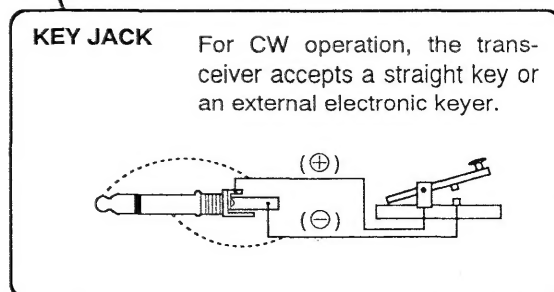 KEY JACK
For CW operation, the trans-
ceiver accepts a straight key or
an external electronic keyer.
(⊕)
(⊖)